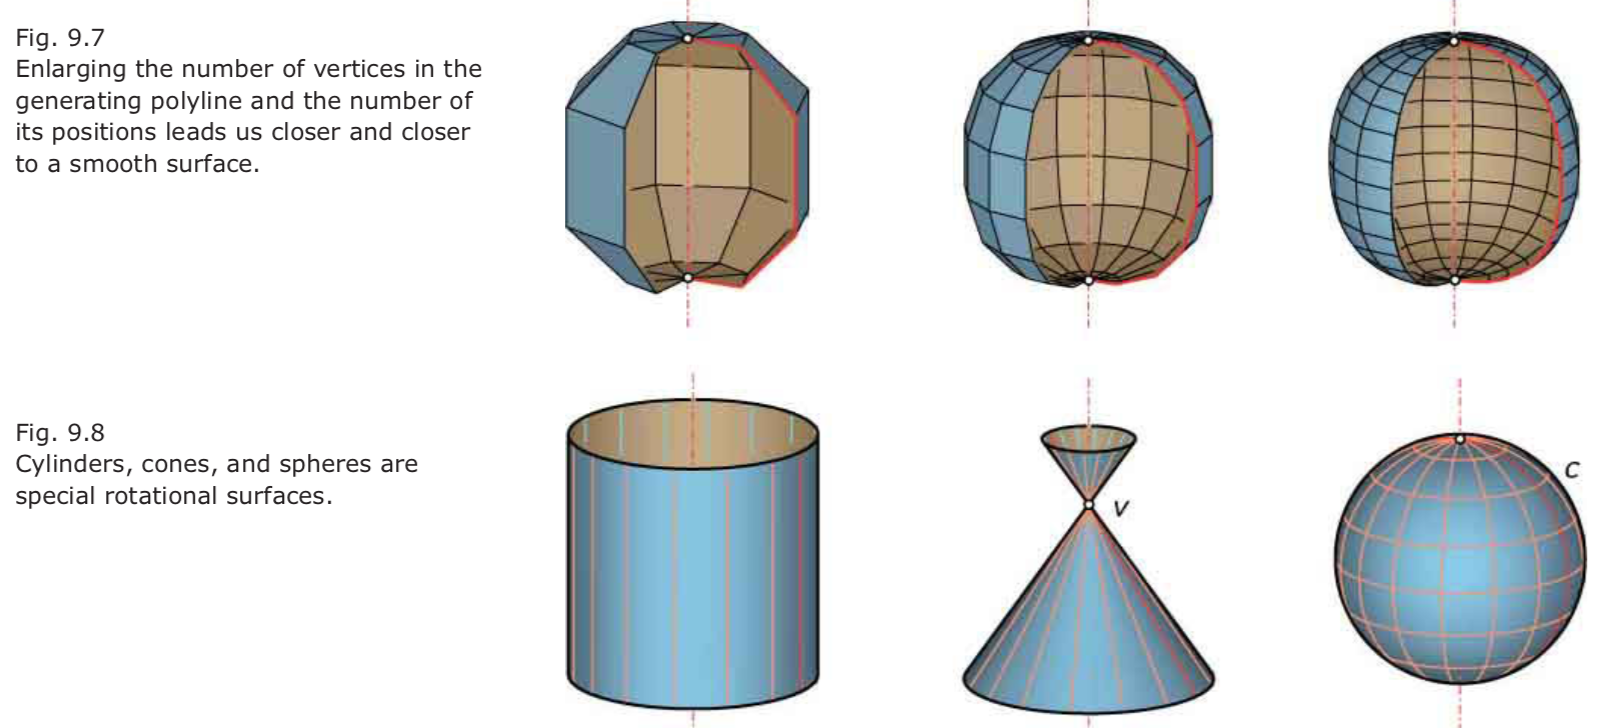 Fig. 9.7
Enlarging the number of vertices in the
generating polyline and the number of
its positions leads us closer and closer
to a smooth surface.
Fig. 9.8
Cylinders, cones, and spheres are
special rotational surfaces.
v
c